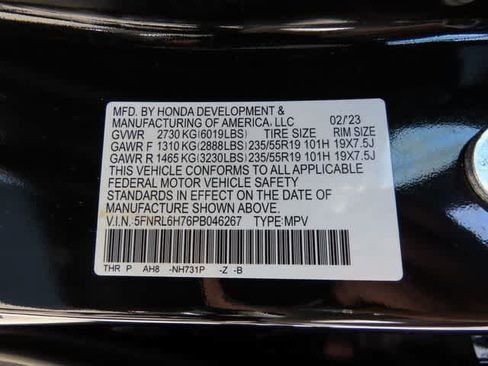 MFD. BY HONDA DEVELOPMENT &
MANUFACTURING OF AMERICA, LLC 02/'23
GVWR 2730 KG(6019LBS) TIRE SIZE RIM SIZE
GAWR F 1310 KG(2888LBS) 235/55R19 101H 19X7.5J
GAWR R 1465 KG(3230LBS) 235/55R19 101H 19X7.5J
THIS VEHICLE CONFORMS TO ALL APPLICABLE
FEDERAL MOTOR VEHICLE SAFETY
STANDARDS IN EFFECT ON THE DATE OF
MANUFACTURE SHOWN ABOVE.
V.I.N. 5FNRL6H76PB046267 TYPE: MPV
THR P AH8 -NH731P -Z -B